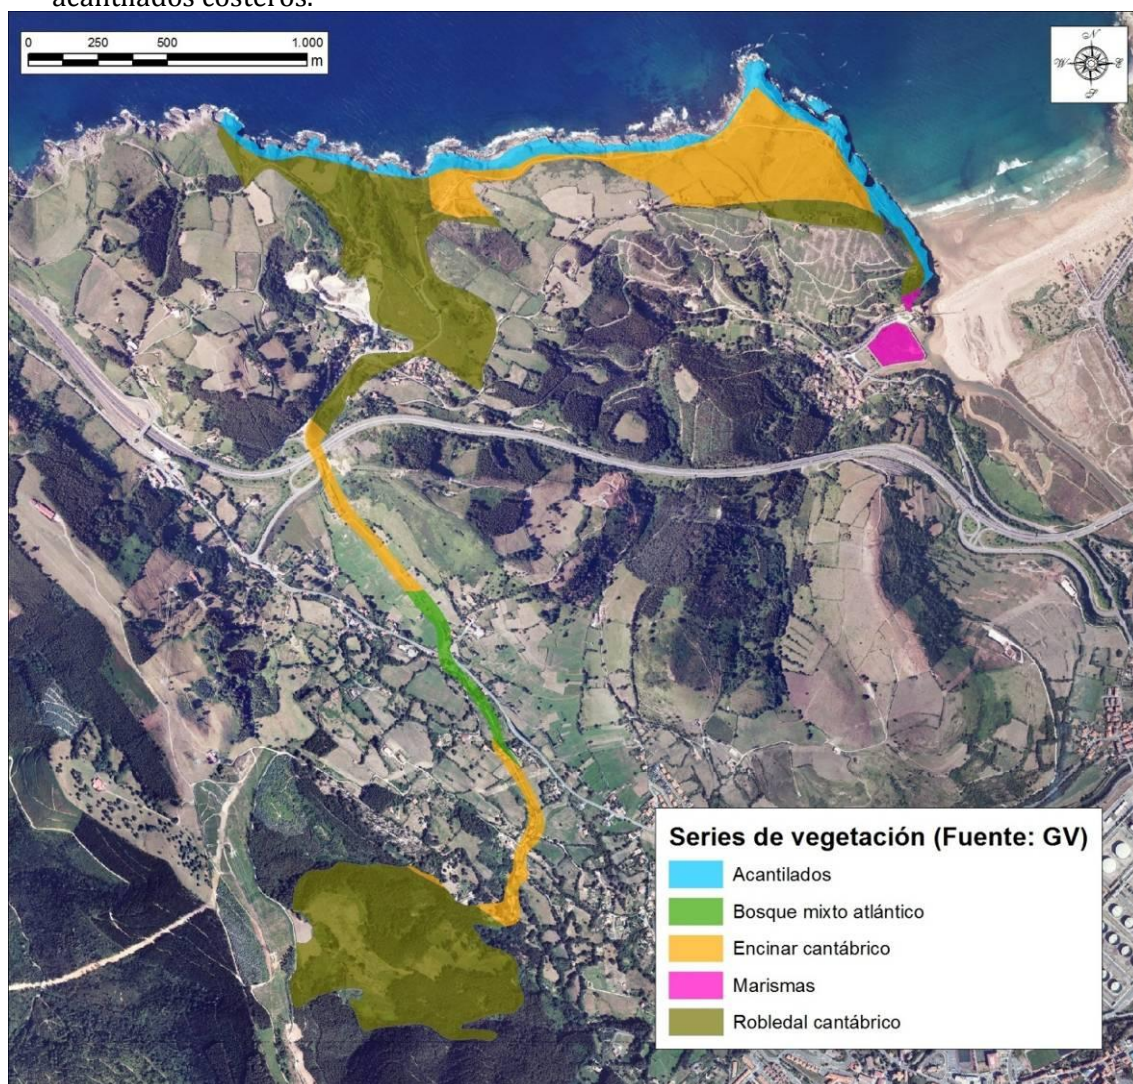 acantilados costeros.
0 250 500 1.000
m
N
W E
S
Series de vegetación (Fuente: GV)
Acantilados
Bosque mixto atlántico
Encinar cantábrico
Marismas
Robledal cantábrico